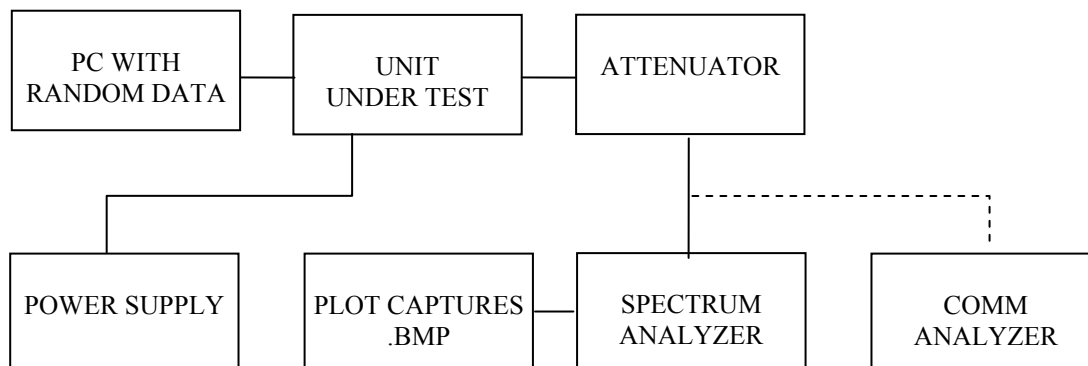 PC WITH
RANDOM DATA
UNIT
UNDER TEST
ATTENUATOR
POWER SUPPLY
PLOT CAPTURES
.BMP
SPECTRUM
ANALYZER
COMM
ANALYZER